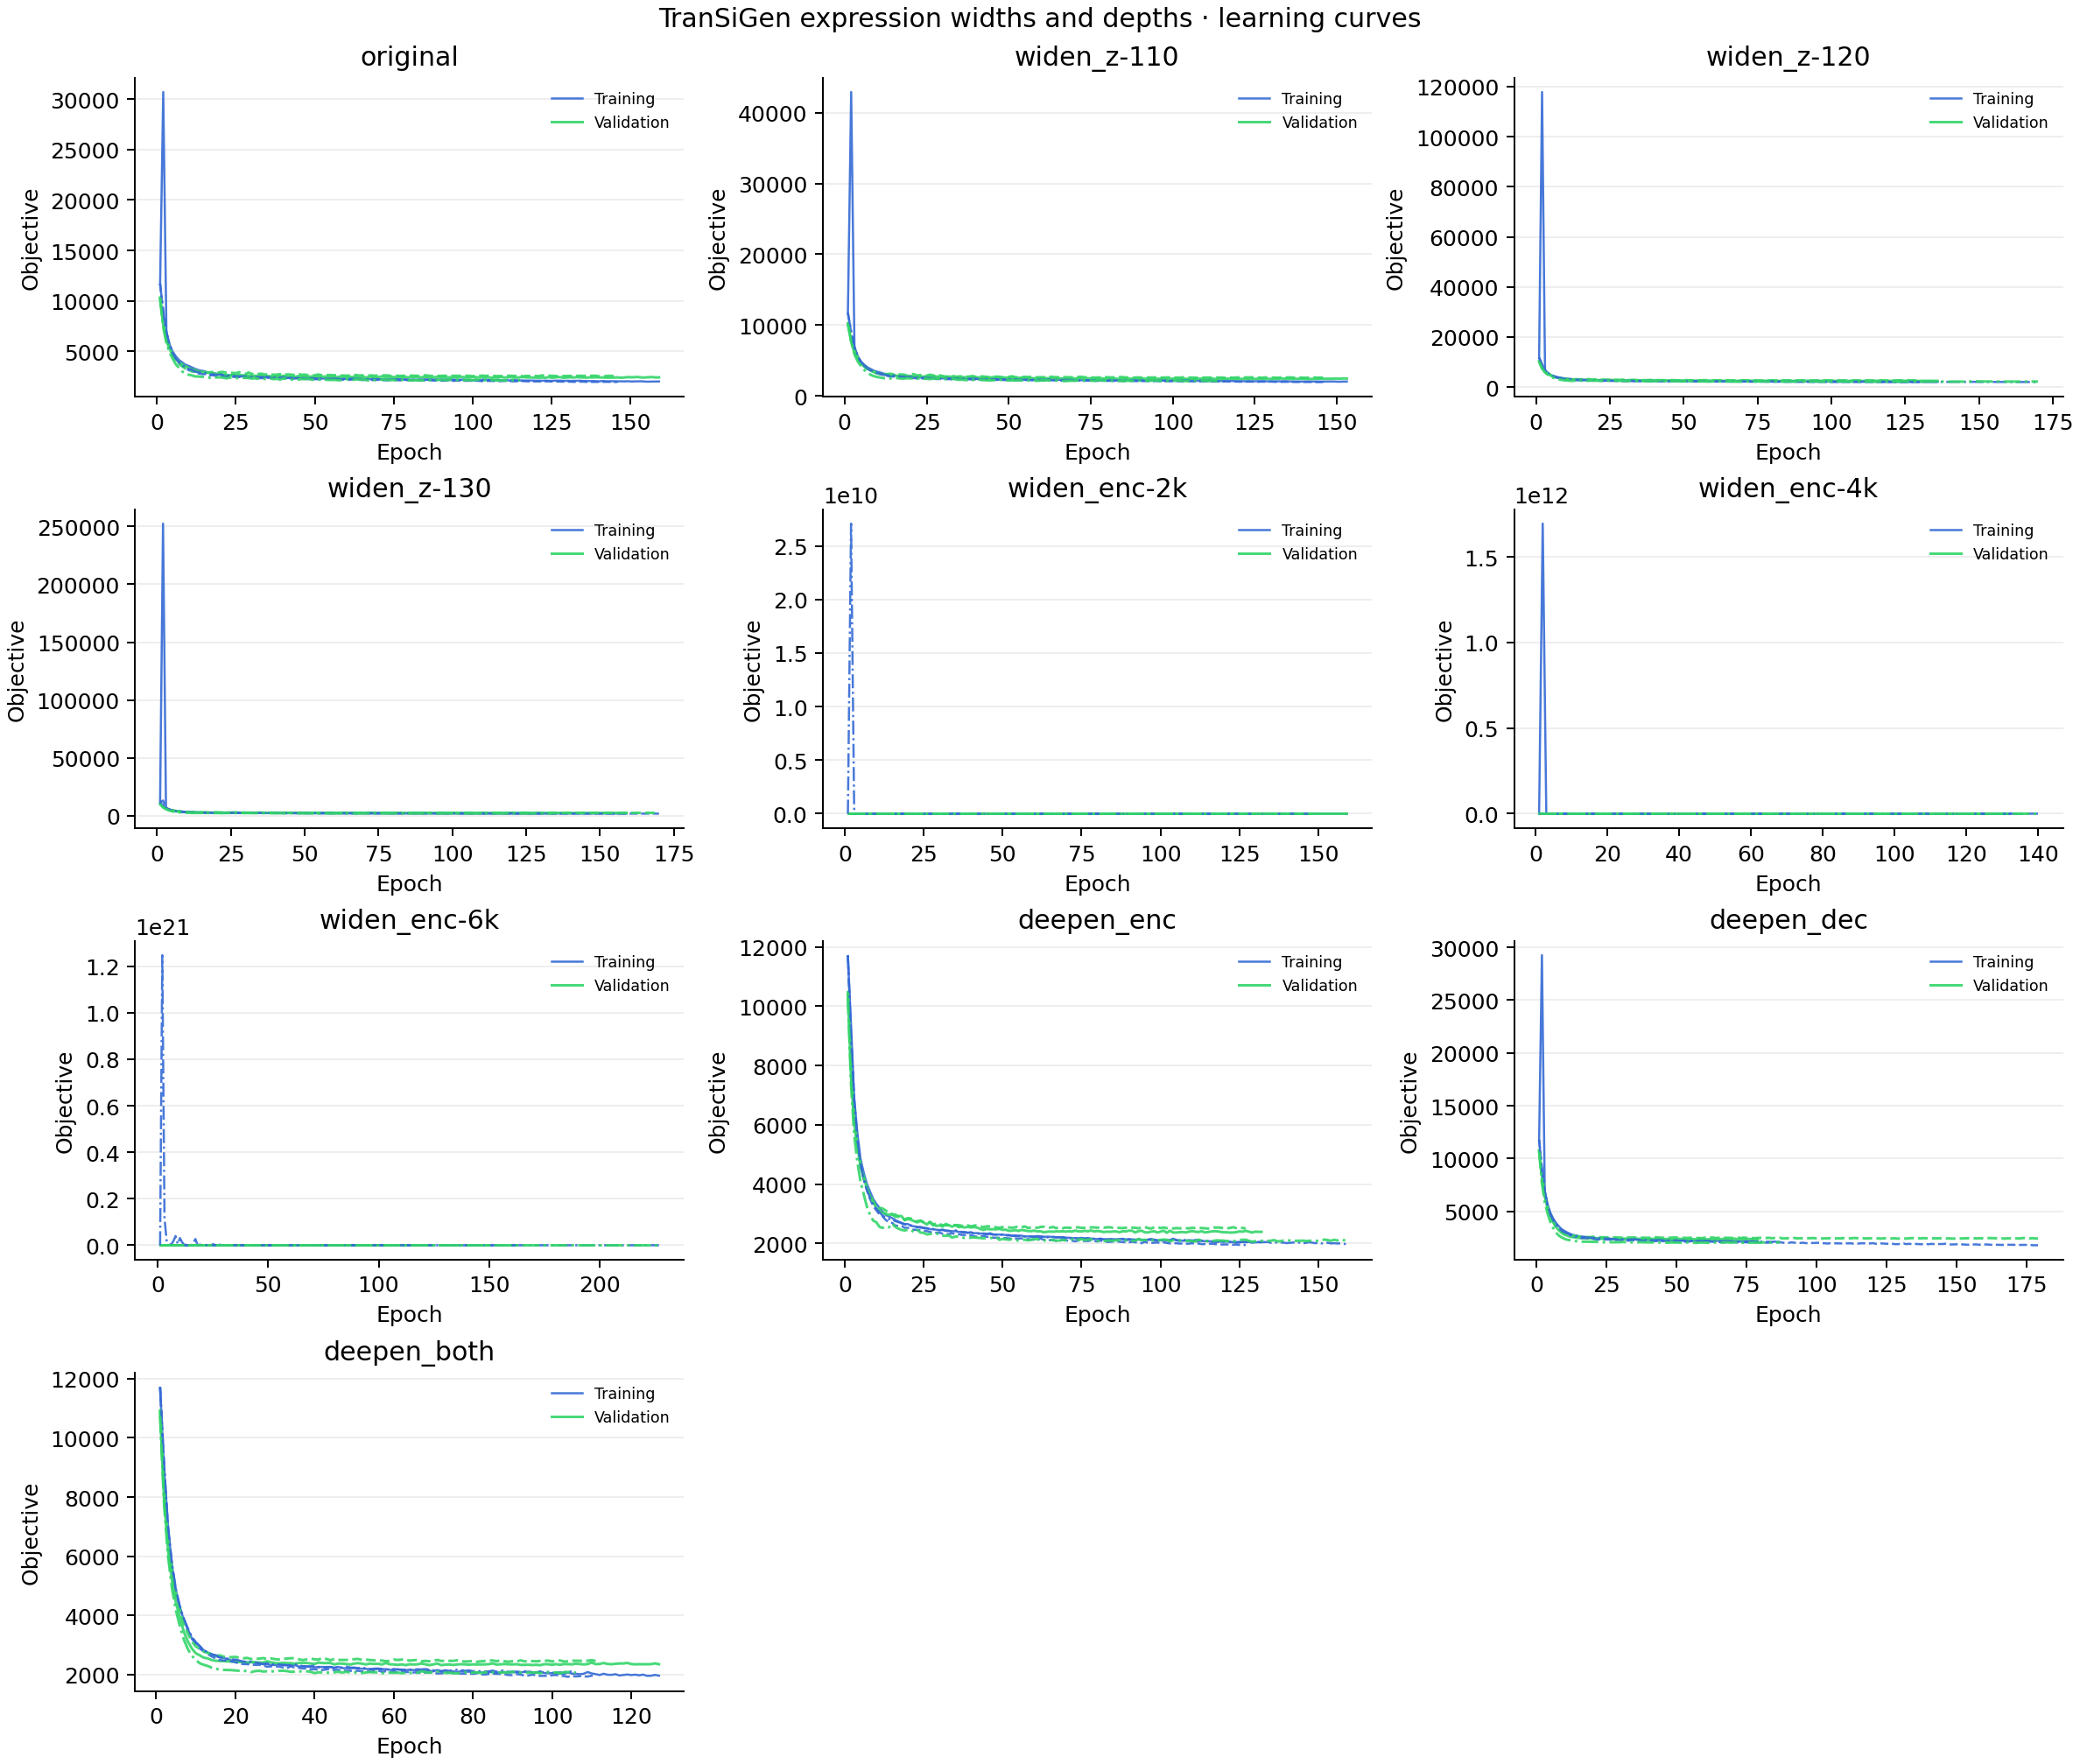 TranSiGen expression widths and depths · learning curves
original
30000
25000
20000
15000
10000
5000
0
25
50
75
100
125
150
Objective
Epoch
Training
Validation
widen_z-110
40000
30000
20000
10000
0
0
25
50
75
100
125
150
Objective
Epoch
Training
Validation
widen_z-120
120000
100000
80000
60000
40000
20000
0
0
25
50
75
100
125
150
175
Objective
Epoch
Training
Validation
widen_z-130
250000
200000
150000
100000
50000
0
0
25
50
75
100
125
150
175
Objective
Epoch
Training
Validation
widen_enc-2k
1e10
2.5
2.0
1.5
1.0
0.5
0.0
0
25
50
75
100
125
150
Objective
Epoch
Training
Validation
widen_enc-4k
1e12
1.5
1.0
0.5
0.0
0
20
40
60
80
100
120
140
Objective
Epoch
Training
Validation
widen_enc-6k
1e21
1.2
1.0
0.8
0.6
0.4
0.2
0.0
0
50
100
150
200
Objective
Epoch
Training
Validation
deepen_enc
12000
10000
8000
6000
4000
2000
0
25
50
75
100
125
150
Objective
Epoch
Training
Validation
deepen_dec
30000
25000
20000
15000
10000
5000
0
25
50
75
100
125
150
175
Objective
Epoch
Training
Validation
deepen_both
12000
10000
8000
6000
4000
2000
0
20
40
60
80
100
120
Objective
Epoch
Training
Validation